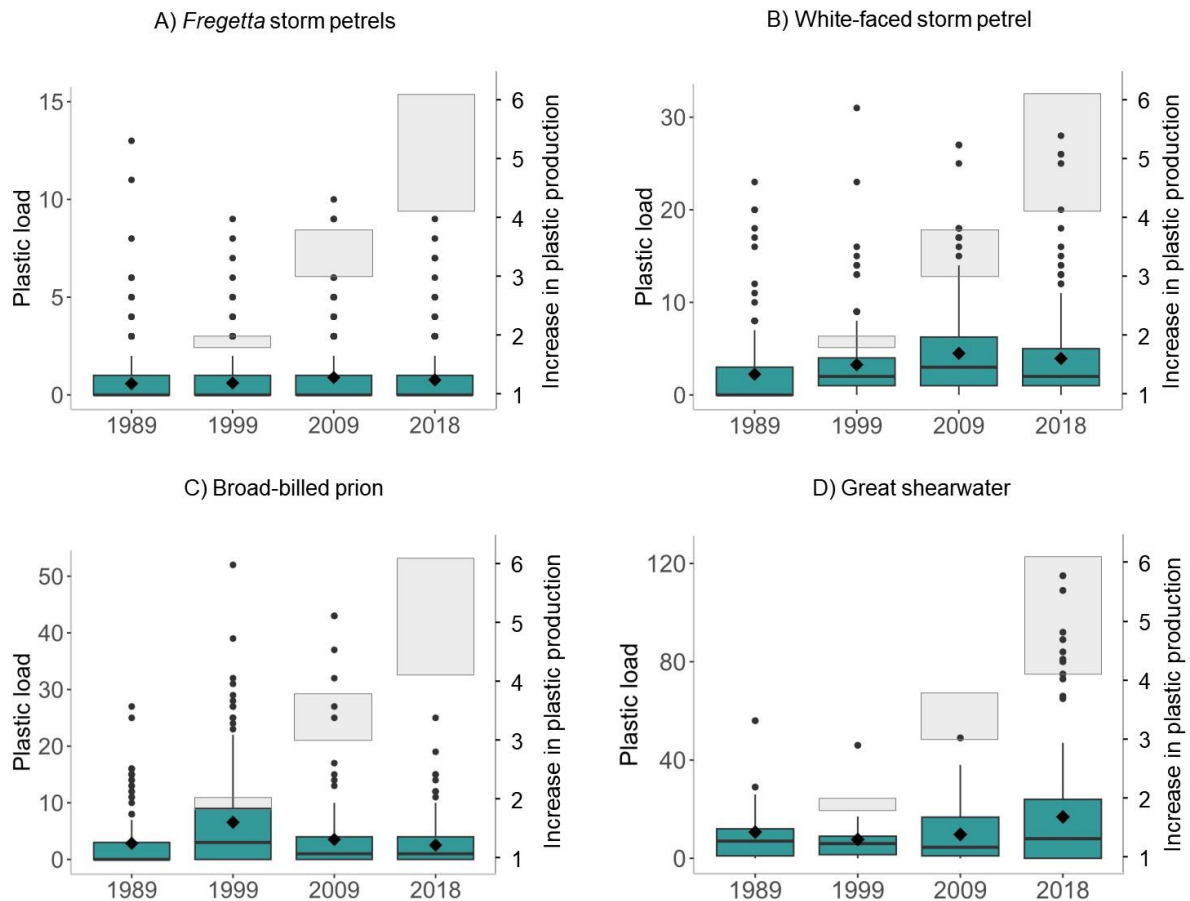 A) Fregetta storm petrels
Plastic load
15
10
5
0
1989 1999 2009 2018
6
5
4
3
2
1
Increase in plastic production
B) White-faced storm petrel
Plastic load
30
20
10
0
1989 1999 2009 2018
6
5
4
3
2
1
Increase in plastic production
C) Broad-billed prion
Plastic load
50
40
30
20
10
0
1989 1999 2009 2018
6
5
4
3
2
1
Increase in plastic production
D) Great shearwater
Plastic load
120
80
40
0
1989 1999 2009 2018
6
5
4
3
2
1
Increase in plastic production